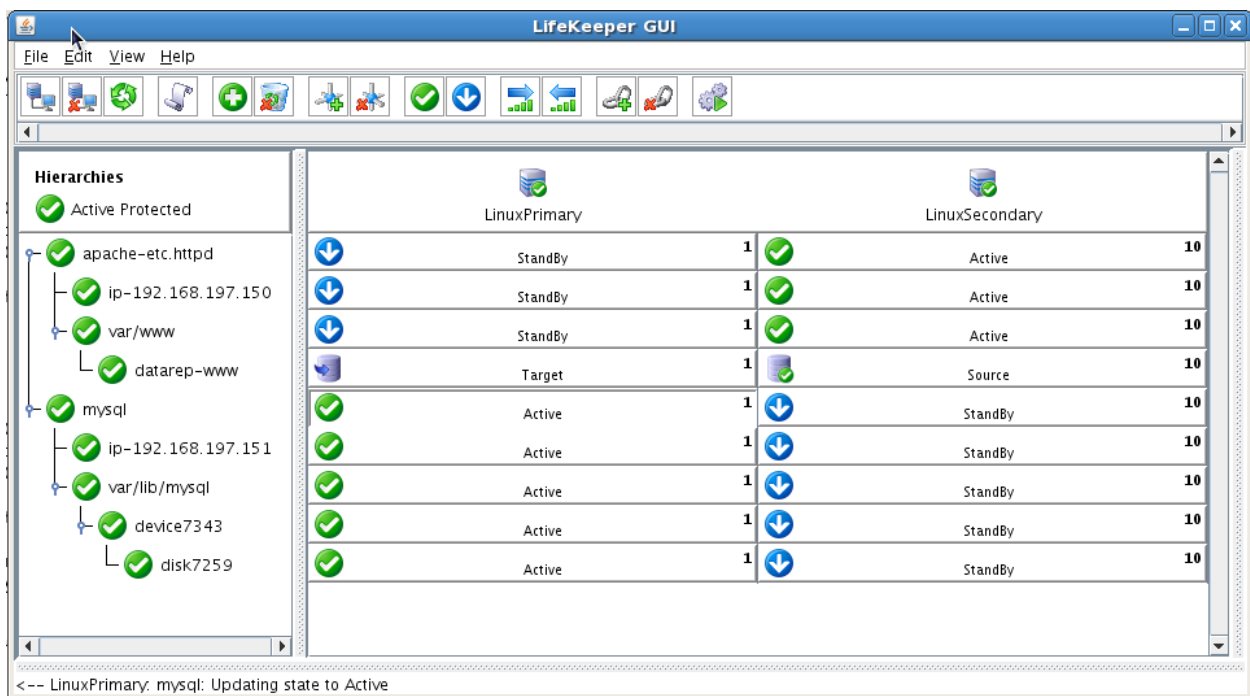 LifeKeeper GUI
File Edit View Help
Hierarchies
Active Protected
LinuxPrimary LinuxSecondary
apache-etc.httpd StandBy 1 Active 10
ip-192.168.197.150 StandBy 1 Active 10
var/www StandBy 1 Active 10
datarep-www Target 1 Source 10
mysql Active 1 StandBy 10
ip-192.168.197.151 Active 1 StandBy 10
var/lib/mysql Active 1 StandBy 10
device7343 Active 1 StandBy 10
disk7259 Active 1 StandBy 10
<-- LinuxPrimary: mysql: Updating state to Active